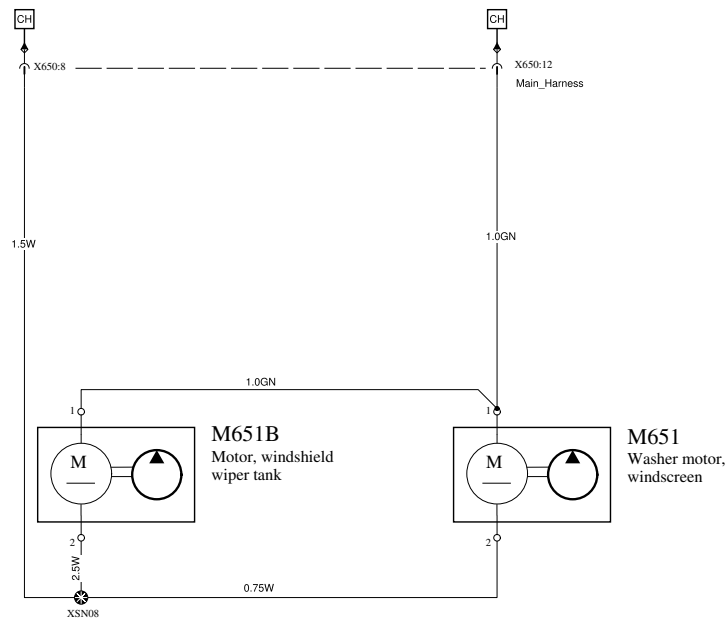 CH
CH
X650:8
X650:12
Main_Harness
1.5W
1.0GN
1.0GN
1
1
M651B
Motor, windshield
wiper tank
M
M651
Washer motor,
windscreen
M
2
2
2.5W
0.75W
XSN08